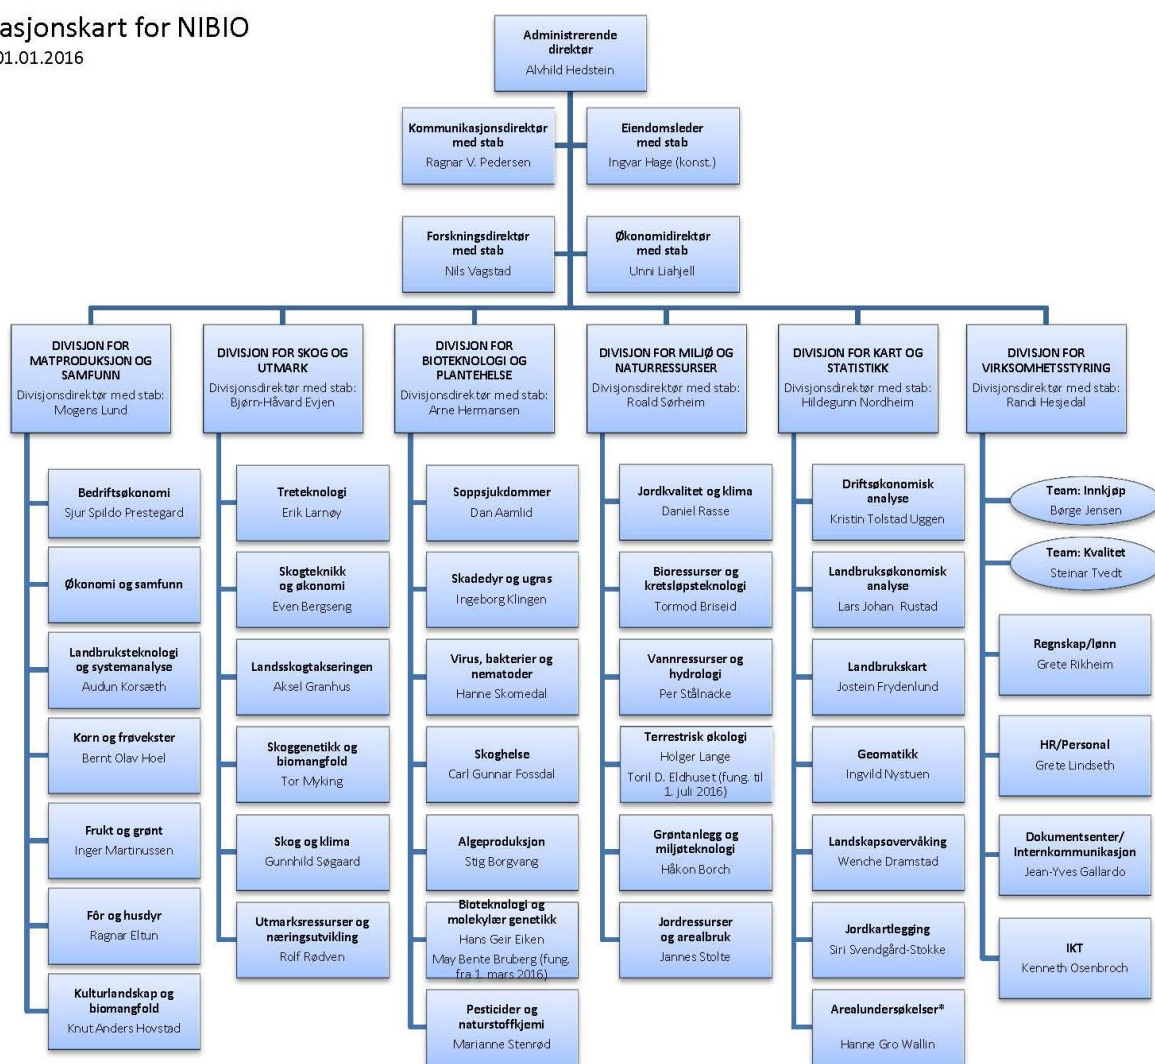 asjonskart for NIBIO
01.01.2016
Administrerende
direktør
Alvhild Hedstein
Kommunikasjonsdirektør
med stab
Ragnar V. Pedersen
Eiendomsleder
med stab
Ingvar Hage (konst.)
Forskningsdirektør
med stab
Nils Vagstad
Økonomidirektør
med stab
Unni Liahjell
DIVISJON FOR
MATPRODUKSJON OG
SAMFUNN
Divisjonsdirektør med stab:
Mogens Lund
Bedriftsøkonomi
Sjur Spildo Prestegard
Økonomi og samfunn
Landbruksteknologi
og systemanalyse
Audun Korsæth
Korn og frøvekster
Bernt Olav Hoel
Frukt og grønt
Inger Martinussen
Fôr og husdyr
Ragnar Eltun
Kulturlandskap og
biomangfold
Knut Anders Hovstad
DIVISJON FOR SKOG OG
UTMARK
Divisjonsdirektør med stab:
Bjørn-Håvard Evjen
Treteknologi
Erik Larnøy
Skogteknikk
og økonomi
Even Bergseng
Landsskogtakseringen
Aksel Granhus
Skoggenetikk og
biomangfold
Tor Myking
Skog og klima
Gunnhild Søgaard
Utmarksressurser og
næringsutvikling
Rolf Rødven
DIVISJON FOR
BIOTEKNOLOGI OG
PLANTEHELSE
Divisjonsdirektør med stab:
Arne Hermansen
Soppsjukdommer
Dan Aamlid
Skadedyr og ugras
Ingeborg Klingen
Virus, bakterier og
nematoder
Hanne Skomedal
Skoghelse
Carl Gunnar Fossdal
Algeproduksjon
Stig Borgvang
Bioteknologi og
molekylær genetikk
Hans Geir Eiken
May Bente Bruberg (fung.
fra 1. mars 2016)
Pesticider og
naturstoffkjemi
Marianne Stenrød
DIVISJON FOR MILJØ OG
NATURRESSURSER
Divisjonsdirektør med stab:
Roald Sørheim
Jordkvalitet og klima
Daniel Rasse
Bioressurser og
kretsløpsteknologi
Tormod Briseid
Vannressurser og
hydrologi
Per Stålnacke
Terrestrisk økologi
Holger Lange
Toril D. Eldhuset (fung. til
1. juli 2016)
Grøntanlegg og
miljøteknologi
Håkon Borch
Jordressurser
og arealbruk
Jannes Stolte
DIVISJON FOR KART OG
STATISTIKK
Divisjonsdirektør med stab:
Hildegunn Nordheim
Driftsøkonomisk
analyse
Kristin Tolstad Uggen
Landbruksøkonomisk
analyse
Lars Johan Rustad
Landbrukskart
Jostein Frydenlund
Geomatikk
Ingvild Nystuen
Landskapsovervåking
Wenche Dramstad
Jordkartlegging
Siri Svendgård-Stokke
Arealundersøkelser*
Hanne Gro Wallin
DIVISJON FOR
VIRKSOMHETSSTYRING
Divisjonsdirektør med stab:
Randi Hesjedal
Team: Innkjøp
Børge Jensen
Team: Kvalitet
Steinar Tvedt
Regnskap/lønn
Grete Rikheim
HR/Personal
Grete Lindseth
Dokumentsenter/
Internkommunikasjon
Jean-Yves Gallardo
IKT
Kenneth Osenbroch